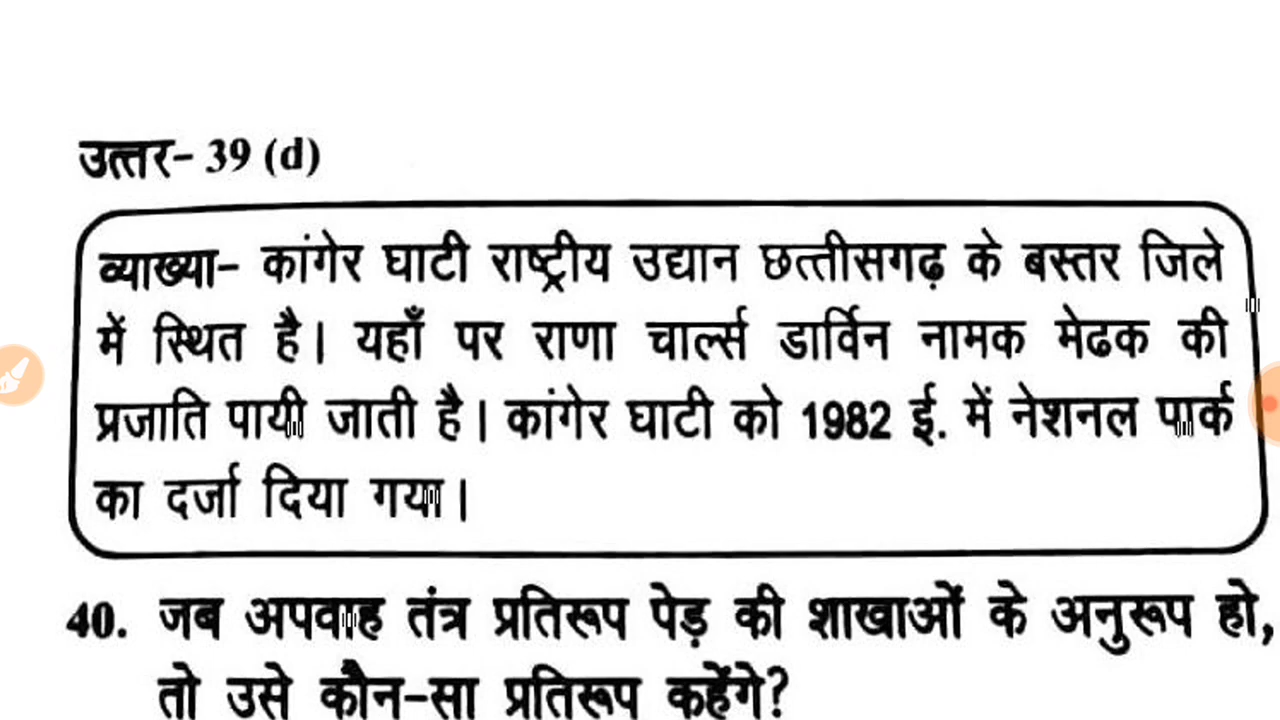 उत्तर- 39 (d)
व्याख्या- कांगेर घाटी राष्ट्रीय उद्यान छत्तीसगढ़ के बस्तर जिले
में स्थित है। यहाँ पर राणा चार्ल्स डार्विन नामक मेढक की
प्रजाति पायी जाती है। कांगेर घाटी को 1982 ई. में नेशनल पार्क
का दर्जा दिया गया।
40. जब अपवाह तंत्र प्रतिरूप पेड़ की शाखाओं के अनुरूप हो,
तो उसे कौन-सा प्रतिरूप कहेंगे?